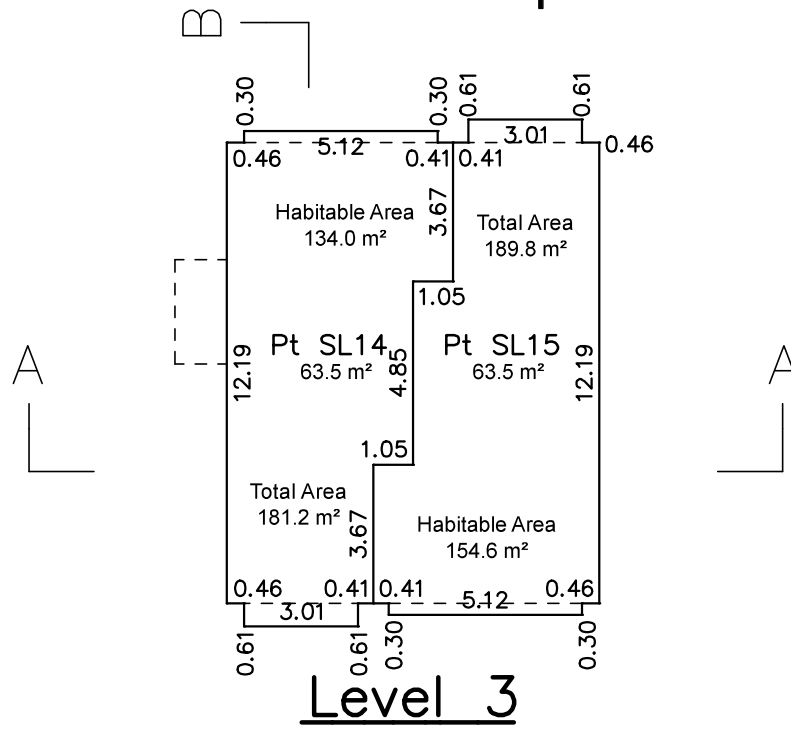 B
0.30
0.30
0.61
0.61
5.12
3.01
0.46
0.41
0.41
0.46
Habitable Area
134.0 m²
3.67
Total Area
189.8 m²
1.05
A
Pt SL14
63.5 m²
Pt SL15
63.5 m²
A
12.19
4.85
12.19
1.05
Total Area
181.2 m²
3.67
Habitable Area
154.6 m²
0.46
0.41
0.41
0.46
3.01
5.12
0.61
0.61
0.30
0.30
Level 3